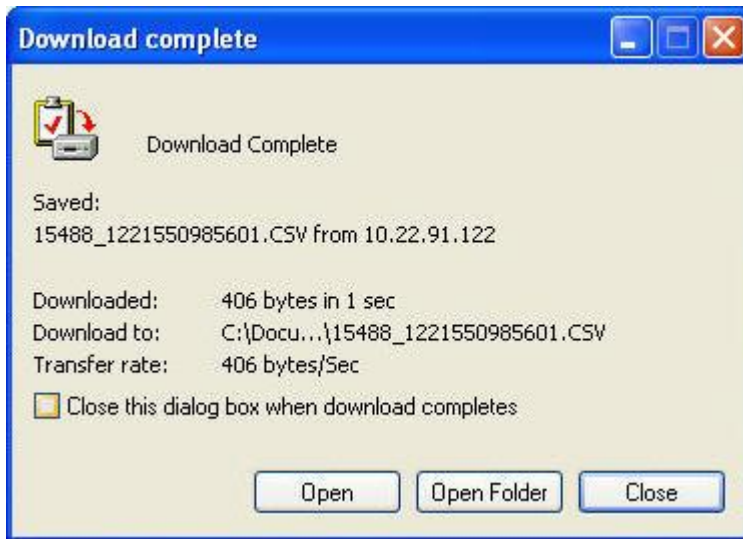 Download complete
Download Complete
Saved:
15488_1221550985601.CSV from 10.22.91.122
Downloaded: 406 bytes in 1 sec
Download to: C:\Docu...\15488_1221550985601.CSV
Transfer rate: 406 bytes/Sec
Close this dialog box when download completes
Open Open Folder Close